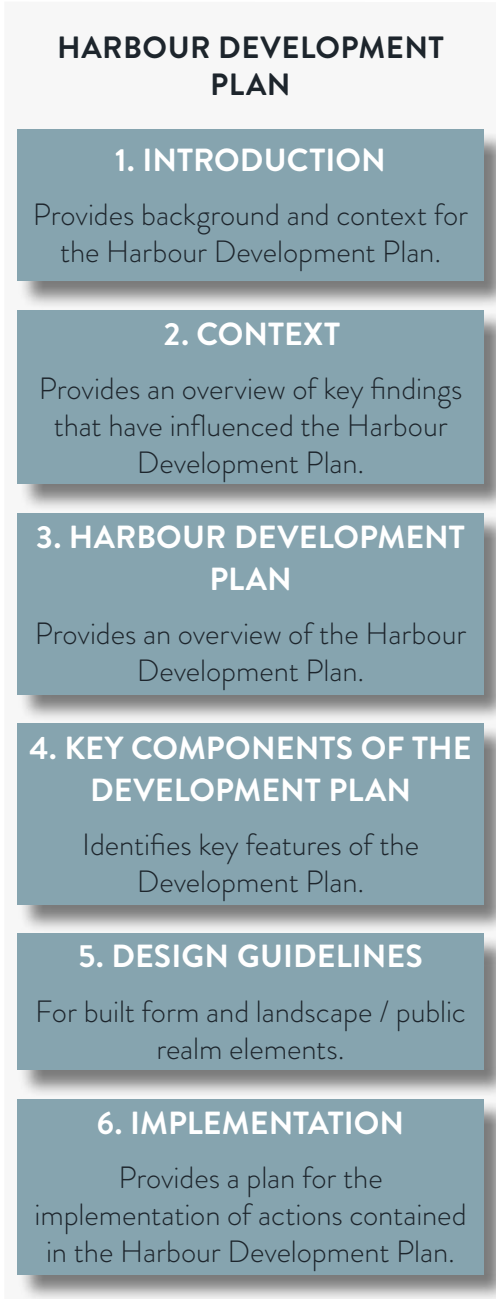 HARBOUR DEVELOPMENT
PLAN
1. INTRODUCTION
Provides background and context for
the Harbour Development Plan.
2. CONTEXT
Provides an overview of key findings
that have influenced the Harbour
Development Plan.
3. HARBOUR DEVELOPMENT
PLAN
Provides an overview of the Harbour
Development Plan.
4. KEY COMPONENTS OF THE
DEVELOPMENT PLAN
Identifies key features of the
Development Plan.
5. DESIGN GUIDELINES
For built form and landscape / public
realm elements.
6. IMPLEMENTATION
Provides a plan for the
implementation of actions contained
in the Harbour Development Plan.